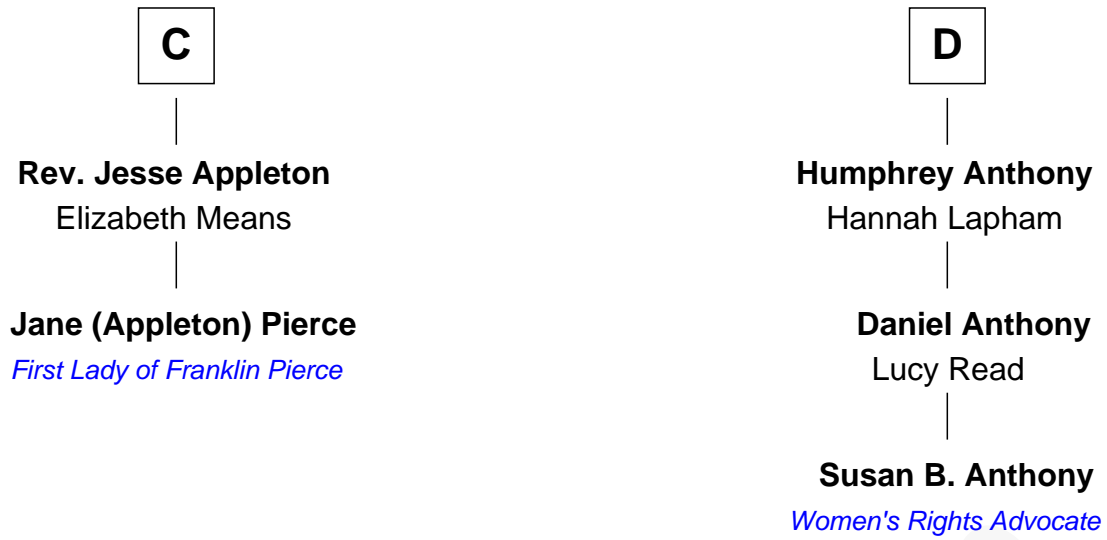 C
Rev. Jesse Appleton
Elizabeth Means
Jane (Appleton) Pierce
First Lady of Franklin Pierce
D
Humphrey Anthony
Hannah Lapham
Daniel Anthony
Lucy Read
Susan B. Anthony
Women's Rights Advocate